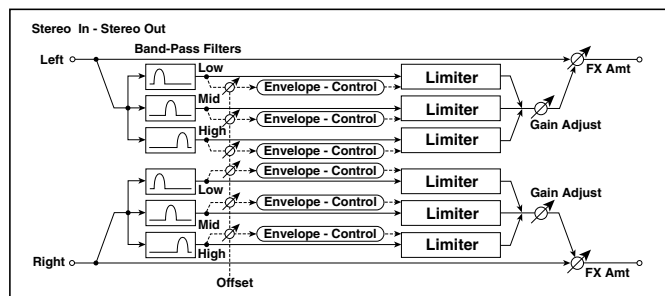 Stereo In - Stereo Out
Band-Pass Filters
Left
Low
Envelope - Control
Limiter
FX Amt
Mid
Envelope - Control
Limiter
High
Envelope - Control
Limiter
Gain Adjust
Envelope - Control
Low
Limiter
Gain Adjust
Envelope - Control
Mid
Limiter
Envelope - Control
High
Limiter
Right
FX Amt
Offset